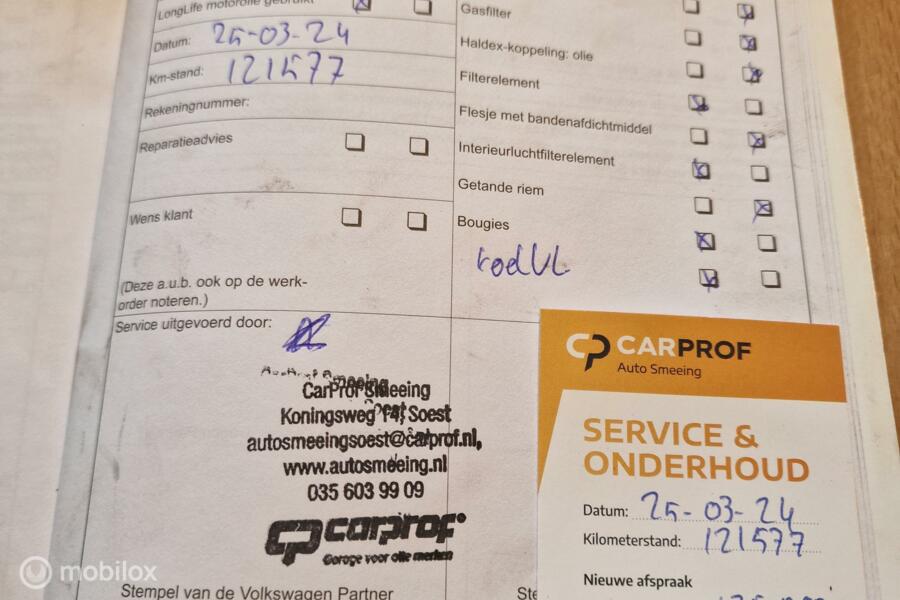 LongLife motorolie gebruikt
Datum: 25-03-24
Km-stand: 121577
Rekeningnummer:
Reparatieadvies
Wens klant
(Deze a.u.b. ook op de werk-
order noteren.)
Gasfilter
Haldex-koppeling: olie
Filterelement
Flesje met bandenafdichtmiddel
Interieurluchtfilterelement
Getande riem
Bougies
Service uitgevoerd door:
CarProf Smeeing
Koningsweg 14, Soest
autosmeeingsoest@carprof.nl,
www.autosmeeing.nl
035 603 99 09
CP carprof
Garage voor alle merken
Stempel van de Volkswagen Partner
CP CARPROF
Auto Smeeing
SERVICE &
ONDERHOUD
Datum: 25-03-24
Kilometerstand: 121577
Nieuwe afspraak
mobilox